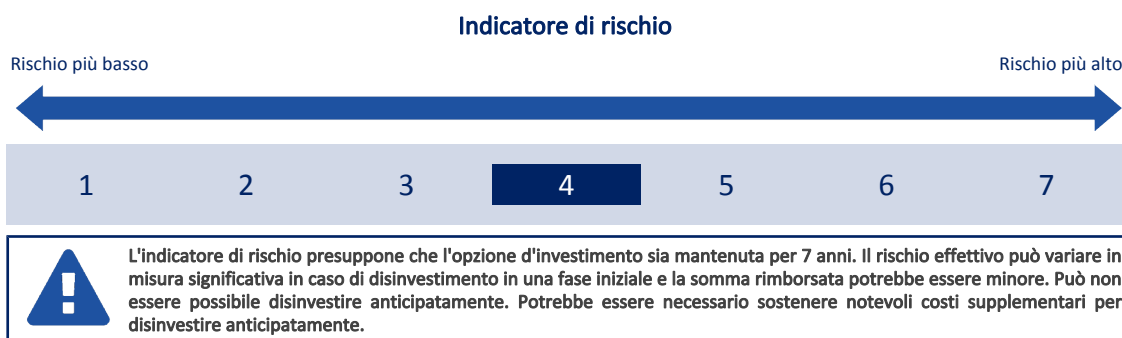 Indicatore di rischio
Rischio più basso
Rischio più alto
1 2 3 4 5 6 7
L'indicatore di rischio presuppone che l'opzione d'investimento sia mantenuta per 7 anni. Il rischio effettivo può variare in
misura significativa in caso di disinvestimento in una fase iniziale e la somma rimborsata potrebbe essere minore. Può non
essere possibile disinvestire anticipatamente. Potrebbe essere necessario sostenere notevoli costi supplementari per
disinvestire anticipatamente.